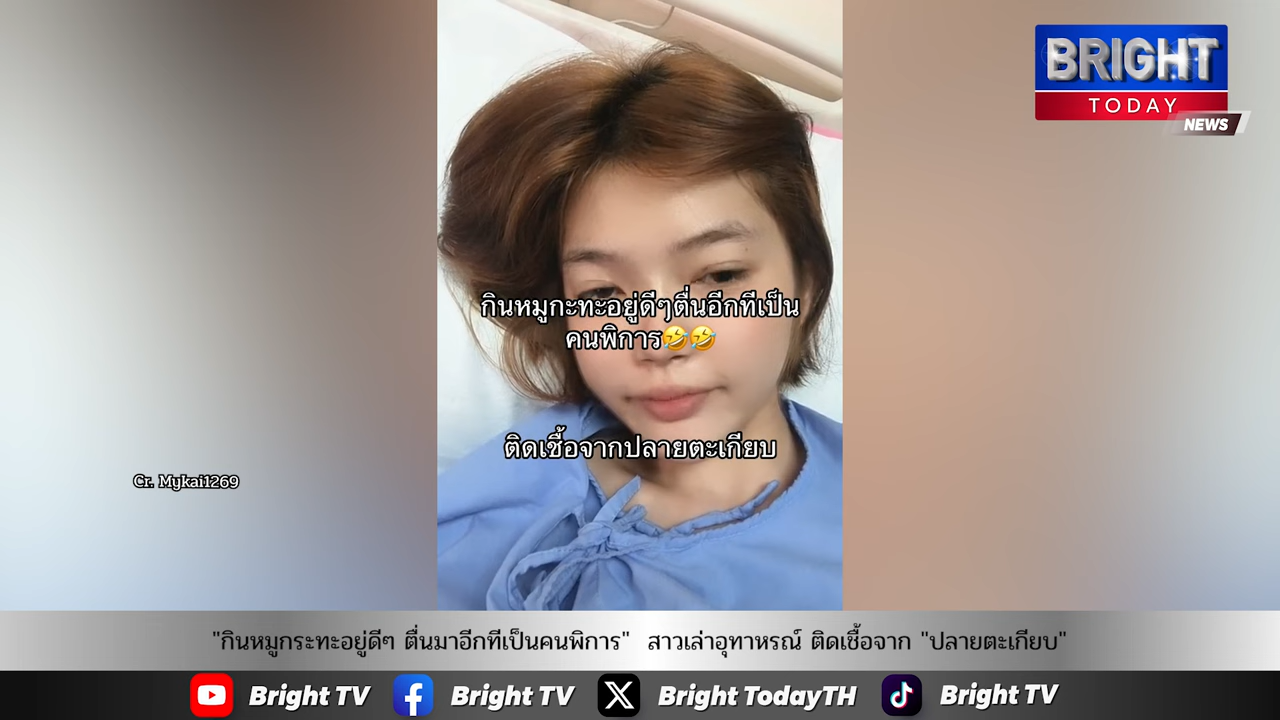 BRIGHT
TODAY
NEWS
กินหมูกะทะอยู่ดีๆตื่นอีกทีเป็น
คนพิการ🤣🤣
ติดเชื้อจากปลายตะเกียบ
Cr. Mykai1269
"กินหมูกระทะอยู่ดีๆ ตื่นมาอีกทีเป็นคนพิการ" สาวเล่าอุทาหรณ์ ติดเชื้อจาก "ปลายตะเกียบ"
Bright TV Bright TV Bright TodayTH Bright TV